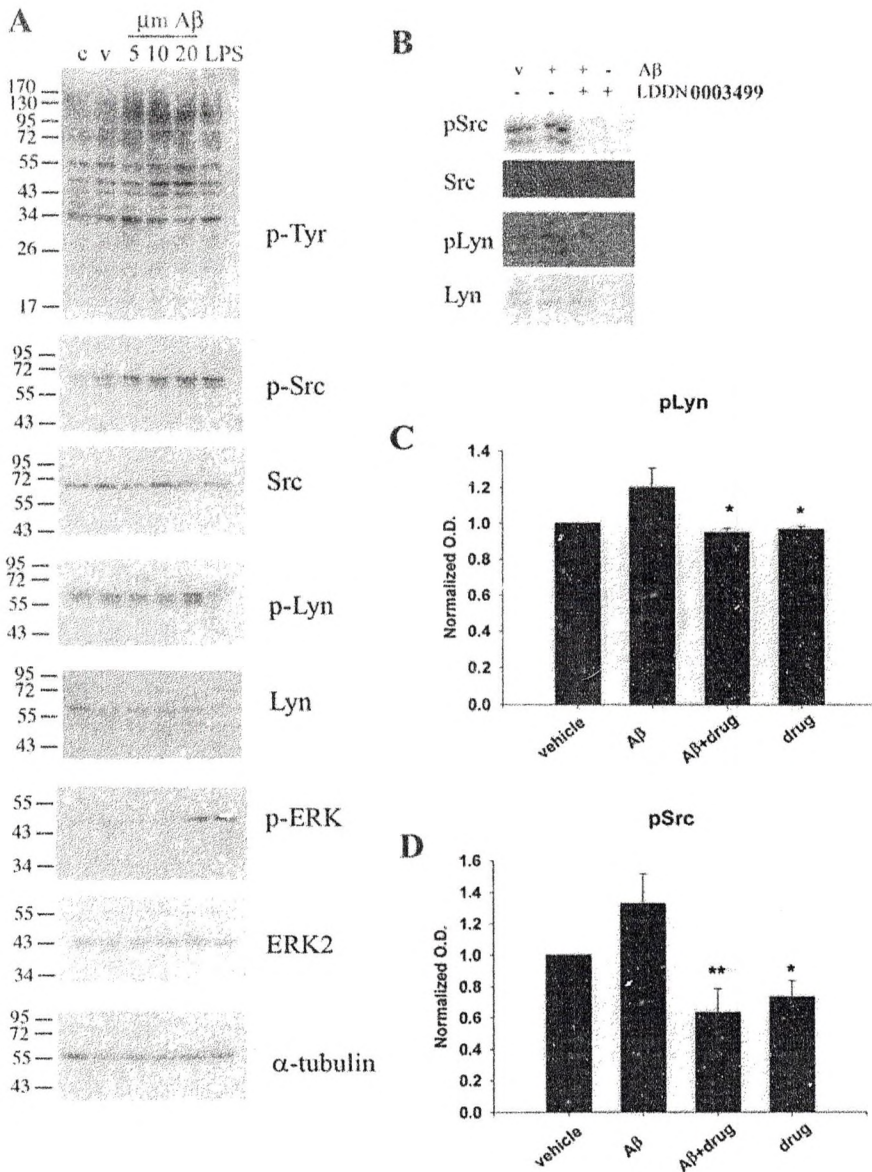 A
μm Aβ
c v 5 10 20 LPS
170
130
95
72
55
43
34
26
17
p-Tyr
95
72
55
43
p-Src
95
72
55
43
Src
95
72
55
43
p-Lyn
95
72
55
43
Lyn
55
43
34
p-ERK
55
43
34
ERK2
95
72
55
43
α-tubulin
B
v + + - Aβ
- - + + LDDN0003499
pSrc
Src
pLyn
Lyn
C
pLyn
Normalized O.D.
1.4
1.2
1.0
0.8
0.6
0.4
0.2
0.0
* *
vehicle Aβ Aβ+drug drug
D
pSrc
Normalized O.D.
1.6
1.4
1.2
1.0
0.8
0.6
0.4
0.2
0.0
** *
vehicle Aβ Aβ+drug drug